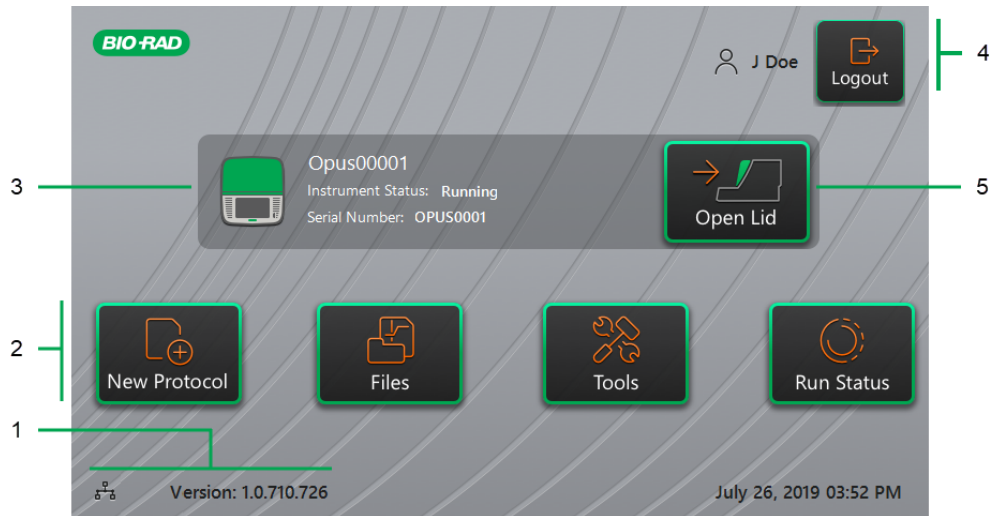 BIO-RAD
J Doe
Logout
4
Opus00001
Instrument Status: Running
Serial Number: OPUS0001
Open Lid
3
5
New Protocol
Files
Tools
Run Status
2
1
Version: 1.0.710.726
July 26, 2019 03:52 PM